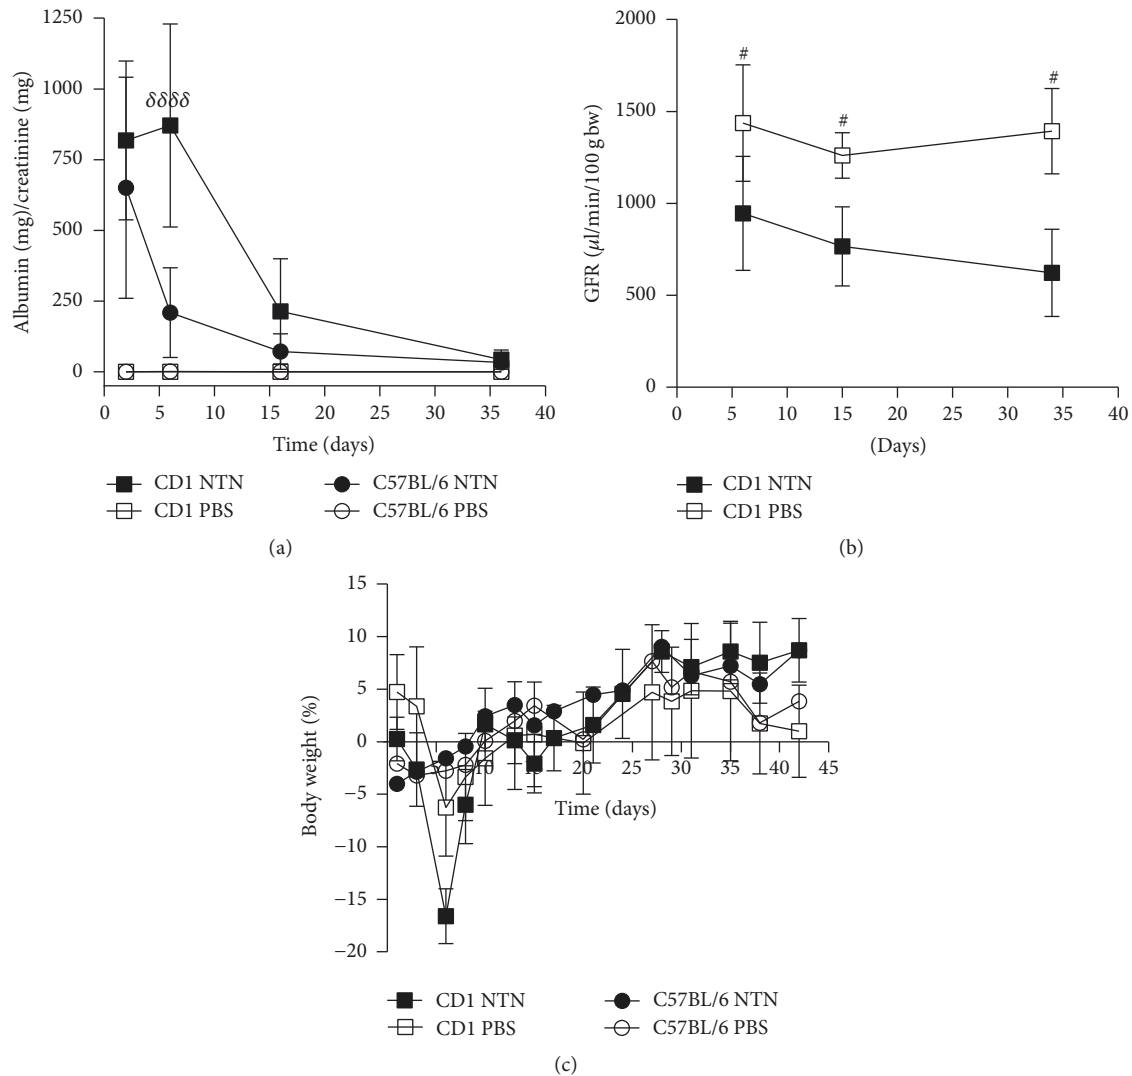 1250
1000
750
500
250
0
Albumin (mg)/creatinine (mg)
δδδδ
0 5 10 15 20 25 30 35 40
Time (days)
CD1 NTN C57BL/6 NTN
CD1 PBS C57BL/6 PBS
(a)
2000
1500
1000
500
0
GFR (μl/min/100 g bw)
# # #
0 5 10 15 20 25 30 35 40
(Days)
CD1 NTN
CD1 PBS
(b)
15
10
5
0
−5
−10
−15
−20
Body weight (%)
10 20 25 30 35 40 45
Time (days)
CD1 NTN C57BL/6 NTN
CD1 PBS C57BL/6 PBS
(c)